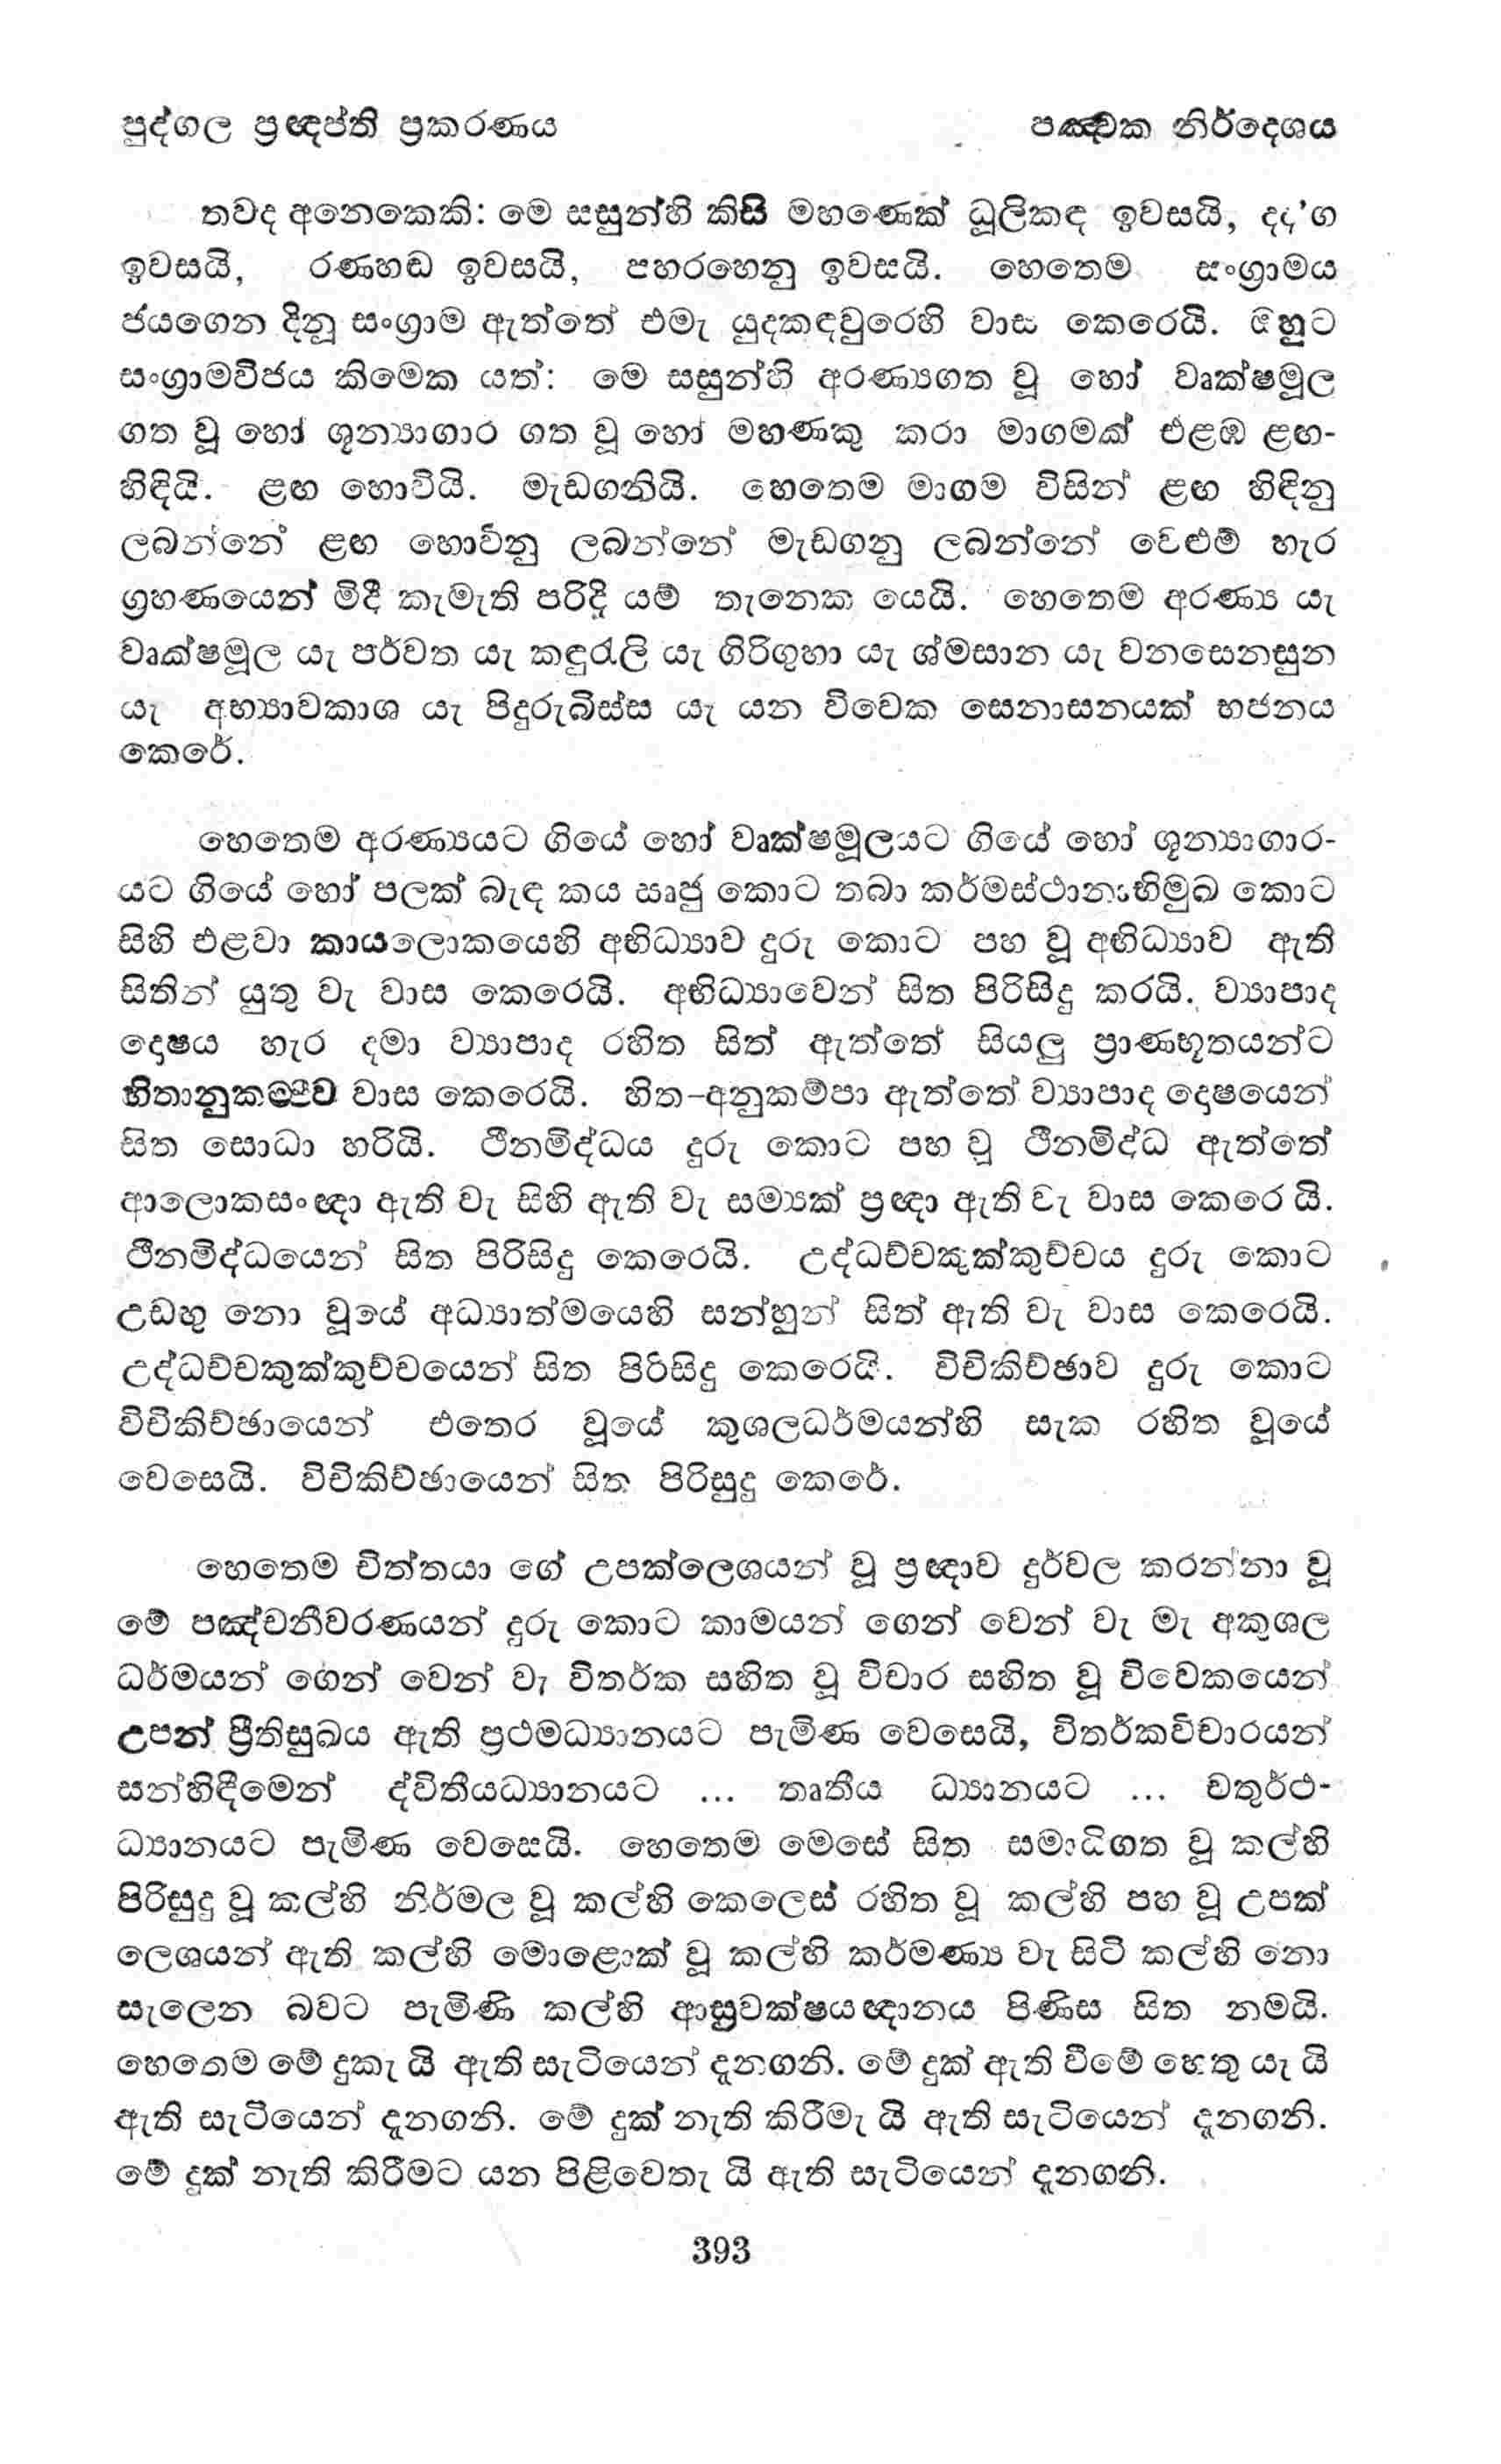 පුද්ගල ප්‍රඥප්ති ප්‍රකරණය
පඤ්චක නිර්දෙශය
තවද අනෙකෙකි: මෙ සසුන්හි කිසි මහණෙක් ධූලිකඳ ඉවසයි, දද'ග
ඉවසයි, රණහඬ ඉවසයි, පහරහෙනු ඉවසයි. හෙතෙම සංග්‍රාමය
ජයගෙන දිනූ සංග්‍රාම ඇත්තේ එමැ යුදකඳවුරෙහි වාස කෙරෙයි. ඔහුට
සංග්‍රාමවිජය කිමෙක යත්: මෙ සසුන්හි අරණ්‍යගත වූ හෝ වෘක්ෂමූල
ගත වූ හෝ ශූන්‍යාගාර ගත වූ හෝ මහණකු කරා මාගමක් එළඹ ළඟ-
හිඳියි. ළඟ හොවියි. මැඩගනියි. හෙතෙම මාගම විසින් ළඟ හිඳිනු
ලබන්නේ ළඟ හොවිනු ලබන්නේ මැඩගනු ලබන්නේ වෙළුම් හැර
ග්‍රහණයෙන් මිදී කැමැති පරිදි යම් තැනෙක යෙයි. හෙතෙම අරණ්‍ය යැ
වෘක්ෂමූල යැ පර්වත යැ කඳුරැලි යැ ගිරිගුහා යැ ශ්මසාන යැ වනසෙනසුන
යැ අභ්‍යාවකාශ යැ පිදුරුබිස්ස යැ යන විවෙක සෙනාසනයක් භජනය
කෙරේ.
හෙතෙම අරණ්‍යයට ගියේ හෝ වෘක්ෂමූලයට ගියේ හෝ ශූන්‍යාගාර-
යට ගියේ හෝ පලක් බැඳ කය සෘජු කොට තබා කර්මස්ථානාභිමුඛ කොට
සිහි එළවා කායලොකයෙහි අභිධ්‍යාව දුරු කොට පහ වූ අභිධ්‍යාව ඇති
සිතින් යුතු වැ වාස කෙරෙයි. අභිධ්‍යාවෙන් සිත පිරිසිදු කරයි. ව්‍යාපාද
දොෂය හැර දමා ව්‍යාපාද රහිත සිත් ඇත්තේ සියලු ප්‍රාණභූතයන්ට
හිතානුකම්පීව වාස කෙරෙයි. හිත-අනුකම්පා ඇත්තේ ව්‍යාපාද දොෂයෙන්
සිත සොධා හරියි. ථීනමිද්ධය දුරු කොට පහ වූ ථීනමිද්ධ ඇත්තේ
ආලොකසංඥා ඇති වැ සිහි ඇති වැ සම්‍යක් ප්‍රඥා ඇති වැ වාස කෙරෙ යි.
ථීනමිද්ධයෙන් සිත පිරිසිදු කෙරෙයි. උද්ධච්චකුක්කුච්චය දුරු කොට
උඩඟු නො වූයේ අධ්‍යාත්මයෙහි සන්හුන් සිත් ඇති වැ වාස කෙරෙයි.
උද්ධච්චකුක්කුච්චයෙන් සිත පිරිසිදු කෙරෙයි. විචිකිච්ඡාව දුරු කොට
විචිකිච්ඡායෙන් එතෙර වූයේ කුශලධර්මයන්හි සැක රහිත වූයේ
වෙසෙයි. විචිකිච්ඡායෙන් සිත පිරිසුදු කෙරේ.
හෙතෙම චිත්තයා ගේ උපක්ලෙශයන් වූ ප්‍රඥාව දුර්වල කරන්නා වූ
මේ පඤ්චනීවරණයන් දුරු කොට කාමයන් ගෙන් වෙන් වැ මැ අකුශල
ධර්මයන් ගෙන් වෙන් වැ විතර්ක සහිත වූ විචාර සහිත වූ විවෙකයෙන්
උපන් ප්‍රීතිසුඛය ඇති ප්‍රථමධ්‍යානයට පැමිණ වෙසෙයි, විතර්කවිචාරයන්
සන්හිඳීමෙන් ද්විතීයධ්‍යානයට ... තෘතීය ධ්‍යානයට ... චතුර්ථ-
ධ්‍යානයට පැමිණ වෙසෙයි. හෙතෙම මෙසේ සිත සමාධිගත වූ කල්හි
පිරිසුදු වූ කල්හි නිර්මල වූ කල්හි කෙලෙස් රහිත වූ කල්හි පහ වූ උපක්
ලෙශයන් ඇති කල්හි මොළොක් වූ කල්හි කර්මණ්‍ය වැ සිටි කල්හි නො
සැලෙන බවට පැමිණි කල්හි ආස්‍රවක්ෂයඥානය පිණිස සිත නමයි.
හෙතෙම මේ දුකැ යි ඇති සැටියෙන් දැනගනි. මේ දුක් ඇති වීමේ හෙතු යැ යි
ඇති සැටියෙන් දැනගනි. මේ දුක් නැති කිරීමැ යි ඇති සැටියෙන් දැනගනි.
මේ දුක් නැති කිරීමට යන පිළිවෙතැ යි ඇති සැටියෙන් දැනගනි.
393